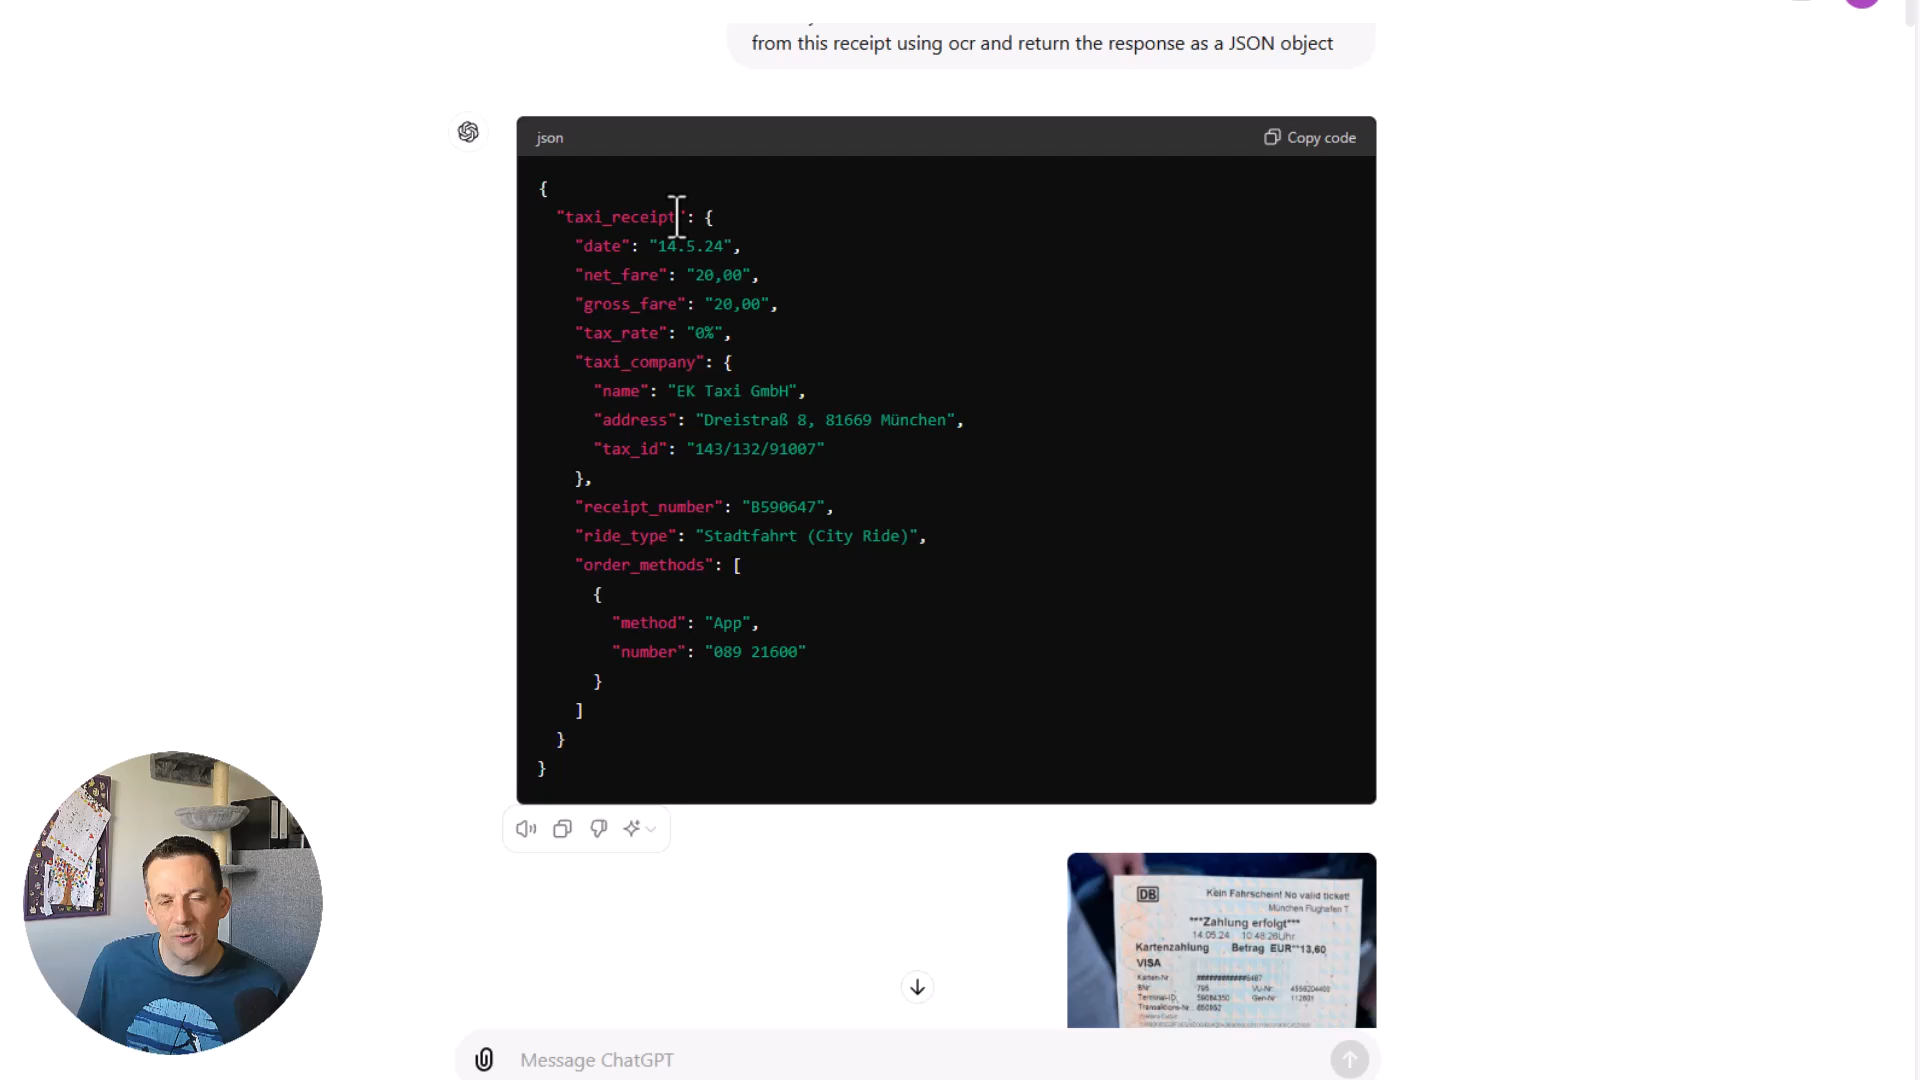 from this receipt using ocr and return the response as a JSON object
json
Copy code
{
"taxi_receipt": {
"date": "14.5.24",
"net_fare": "20,00",
"gross_fare": "20,00",
"tax_rate": "0%",
"taxi_company": {
"name": "EK Taxi GmbH",
"address": "Dreistraß 8, 81669 München",
"tax_id": "143/132/91007"
},
"receipt_number": "B590647",
"ride_type": "Stadtfahrt (City Ride)",
"order_methods": [
{
"method": "App",
"number": "089 21600"
}
]
}
}
DB
Kein Fahrschein! No valid ticket!
München Flughafen T
***Zahlung erfolgt***
14.05.24 10:48:26Uhr
Kartenzahlung Betrag EUR**13,60
VISA
Message ChatGPT